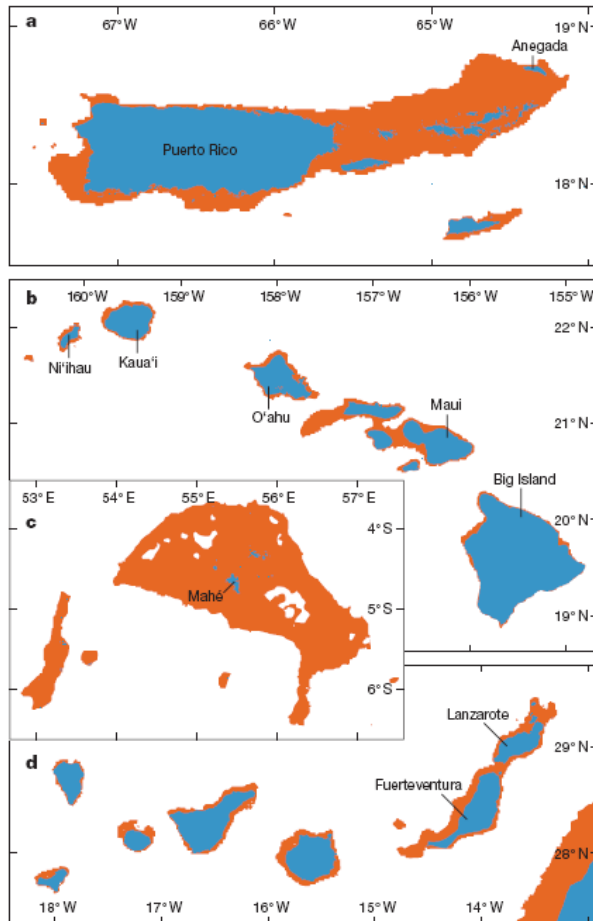 a
67°W 66°W 65°W
19°N
Anegada
Puerto Rico
18°N
b
160°W 159°W 158°W 157°W 156°W 155°W
22°N
Ni‘ihau
Kaua‘i
O‘ahu
Maui
21°N
Big Island
20°N
19°N
c
53° E 54° E 55° E 56° E 57° E
4°S
Mahé
5°S
6°S
d
Lanzarote
29° N
Fuerteventura
28° N
18°W 17°W 16°W 15°W 14°W